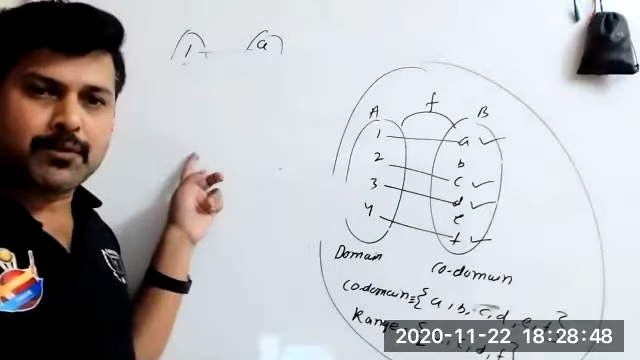 1 a
f
A B
1 a ✓
2 b
3 c ✓
4 d ✓
e
f ✓
Domain
Co-domain
Co-domain = {a, b, c, d, e, f}
Range d, f}
2020-11-22 18:28:48